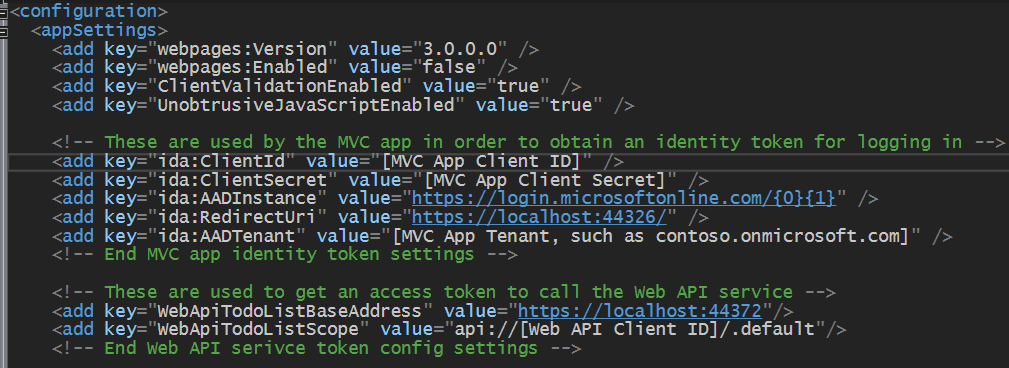 <configuration>
<appSettings>
<add key="webpages:Version" value="3.0.0.0" />
<add key="webpages:Enabled" value="false" />
<add key="ClientValidationEnabled" value="true" />
<add key="UnobtrusiveJavaScriptEnabled" value="true" />
<!-- These are used by the MVC app in order to obtain an identity token for logging in -->
<add key="ida:ClientId" value="[MVC App Client ID]" />
<add key="ida:ClientSecret" value="[MVC App Client Secret]" />
<add key="ida:AADInstance" value="https://login.microsoftonline.com/{0}{1}" />
<add key="ida:RedirectUri" value="https://localhost:44326/" />
<add key="ida:AADTenant" value="[MVC App Tenant, such as contoso.onmicrosoft.com]" />
<!-- End MVC app identity token settings -->
<!-- These are used to get an access token to call the Web API service -->
<add key="WebApiTodoListBaseAddress" value="https://localhost:44372"/>
<add key="WebApiTodoListScope" value="api://[Web API Client ID]/.default"/>
<!-- End Web API serivce token config settings -->